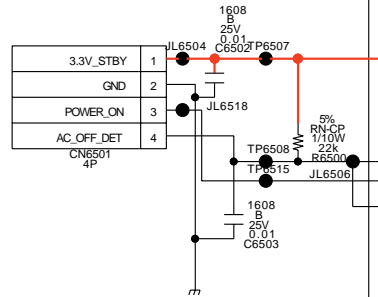 1608
B
25V
0.01
C6502
JL6504
TP6507
3.3V_STBY 1
GND 2
POWER_ON 3
AC_OFF_DET 4
CN6501
4P
JL6518
5%
RN-CP
1/10W
22k
R6500
TP6508
TP6515
JL6506
1608
B
25V
0.01
C6503